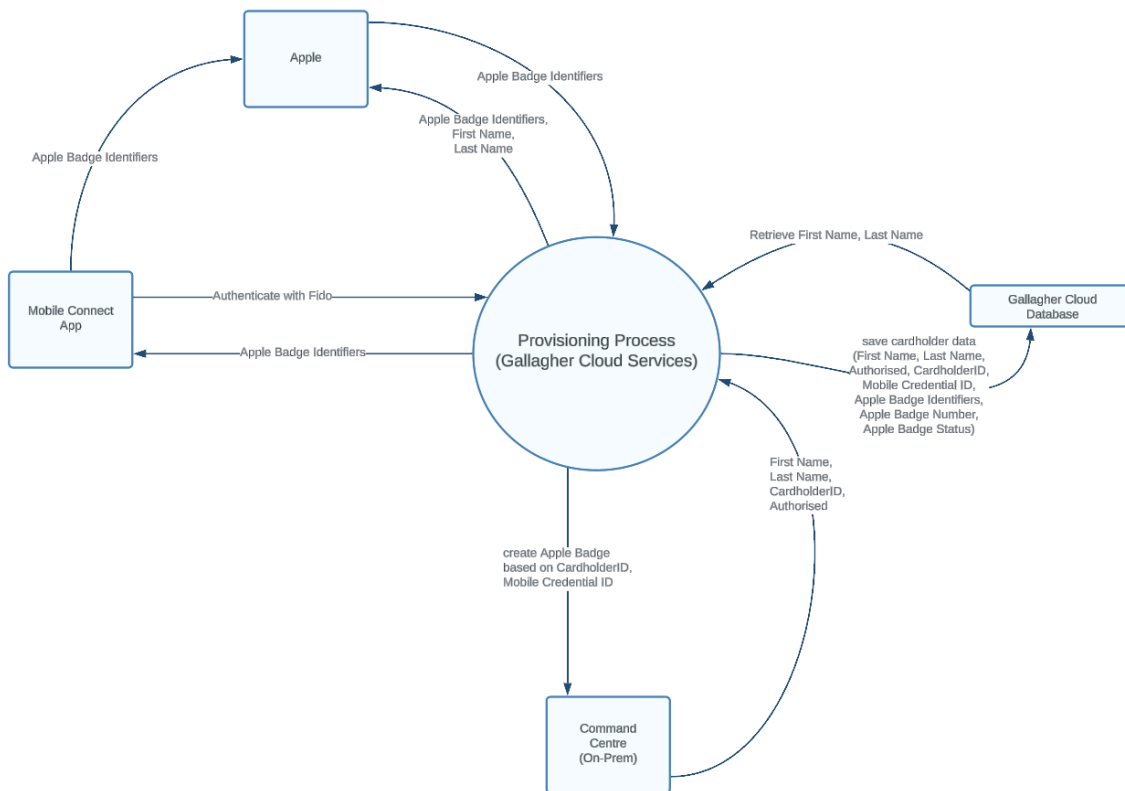 Apple
Apple Badge Identifiers
Apple Badge Identifiers,
First Name,
Last Name
Apple Badge Identifiers
Retrieve First Name, Last Name
Mobile Connect
App
Authenticate with Fido
Apple Badge Identifiers
Provisioning Process
(Gallagher Cloud Services)
Gallagher Cloud
Database
save cardholder data
(First Name, Last Name,
Authorised, CardholderID,
Mobile Credential ID,
Apple Badge Identifiers,
Apple Badge Number,
Apple Badge Status)
First Name,
Last Name,
CardholderID,
Authorised
create Apple Badge
based on CardholderID,
Mobile Credential ID
Command
Centre
(On-Prem)